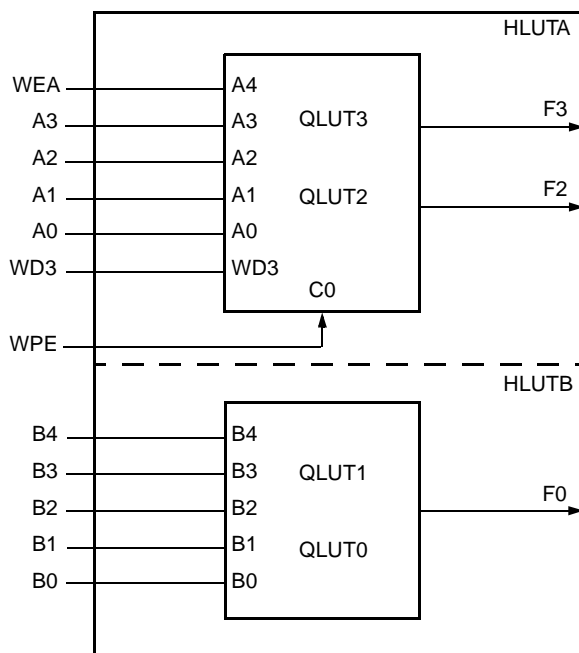 HLUTA
WEA A4
A3 A3 QLUT3 F3
A2 A2
A1 A1 QLUT2 F2
A0 A0
WD3 WD3
C0
WPE
HLUTB
B4 B4
B3 B3 QLUT1
B2 B2 F0
B1 B1 QLUT0
B0 B0